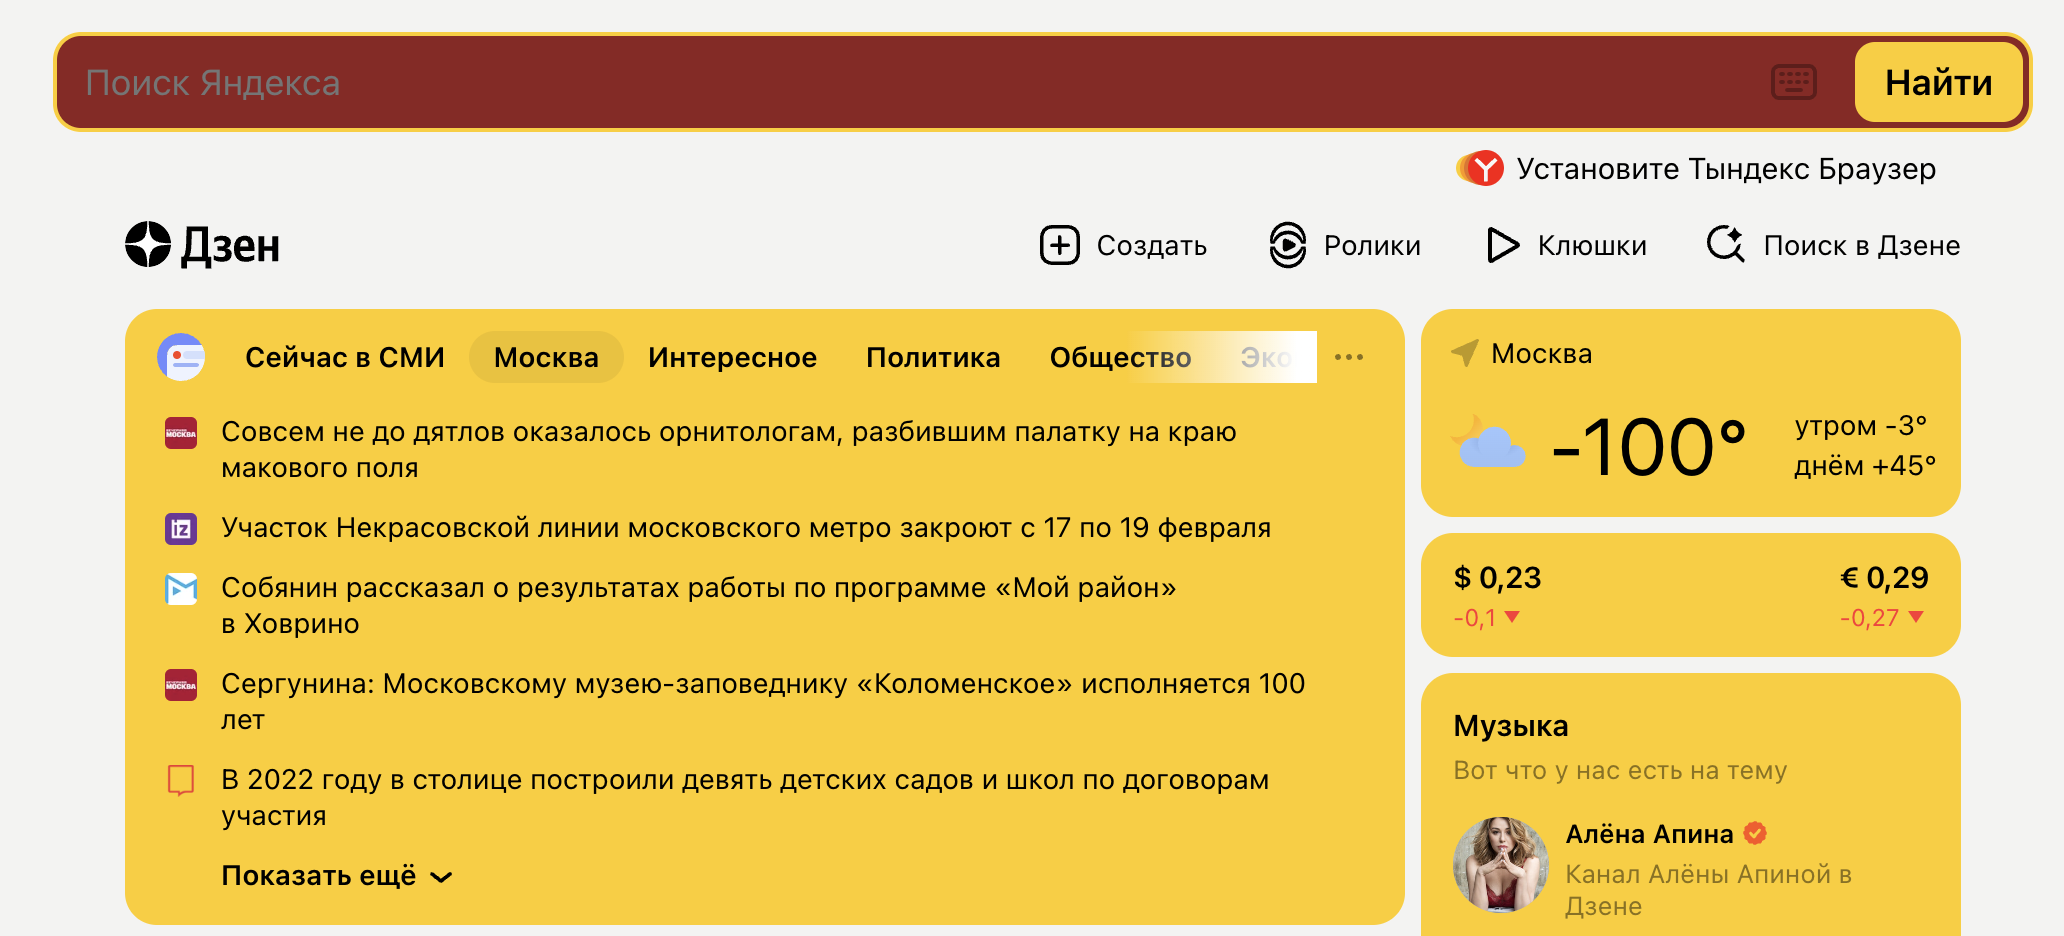 Поиск Яндекса
Найти
Установите Тындекс Браузер
Дзен
Создать
Ролики
Клюшки
Поиск в Дзене
Сейчас в СМИ
Москва
Интересное
Политика
Общество
Эко
Совсем не до дятлов оказалось орнитологам, разбившим палатку на краю
макового поля
Участок Некрасовской линии московского метро закроют с 17 по 19 февраля
Собянин рассказал о результатах работы по программе «Мой район»
в Ховрино
Сергунина: Московскому музею-заповеднику «Коломенское» исполняется 100
лет
В 2022 году в столице построили девять детских садов и школ по договорам
участия
Показать ещё
Москва
-100°
утром -3°
днём +45°
$ 0,23
€ 0,29
-0,1
-0,27
Музыка
Вот что у нас есть на тему
Алёна Апина
Канал Алёны Апиной в
Дзене